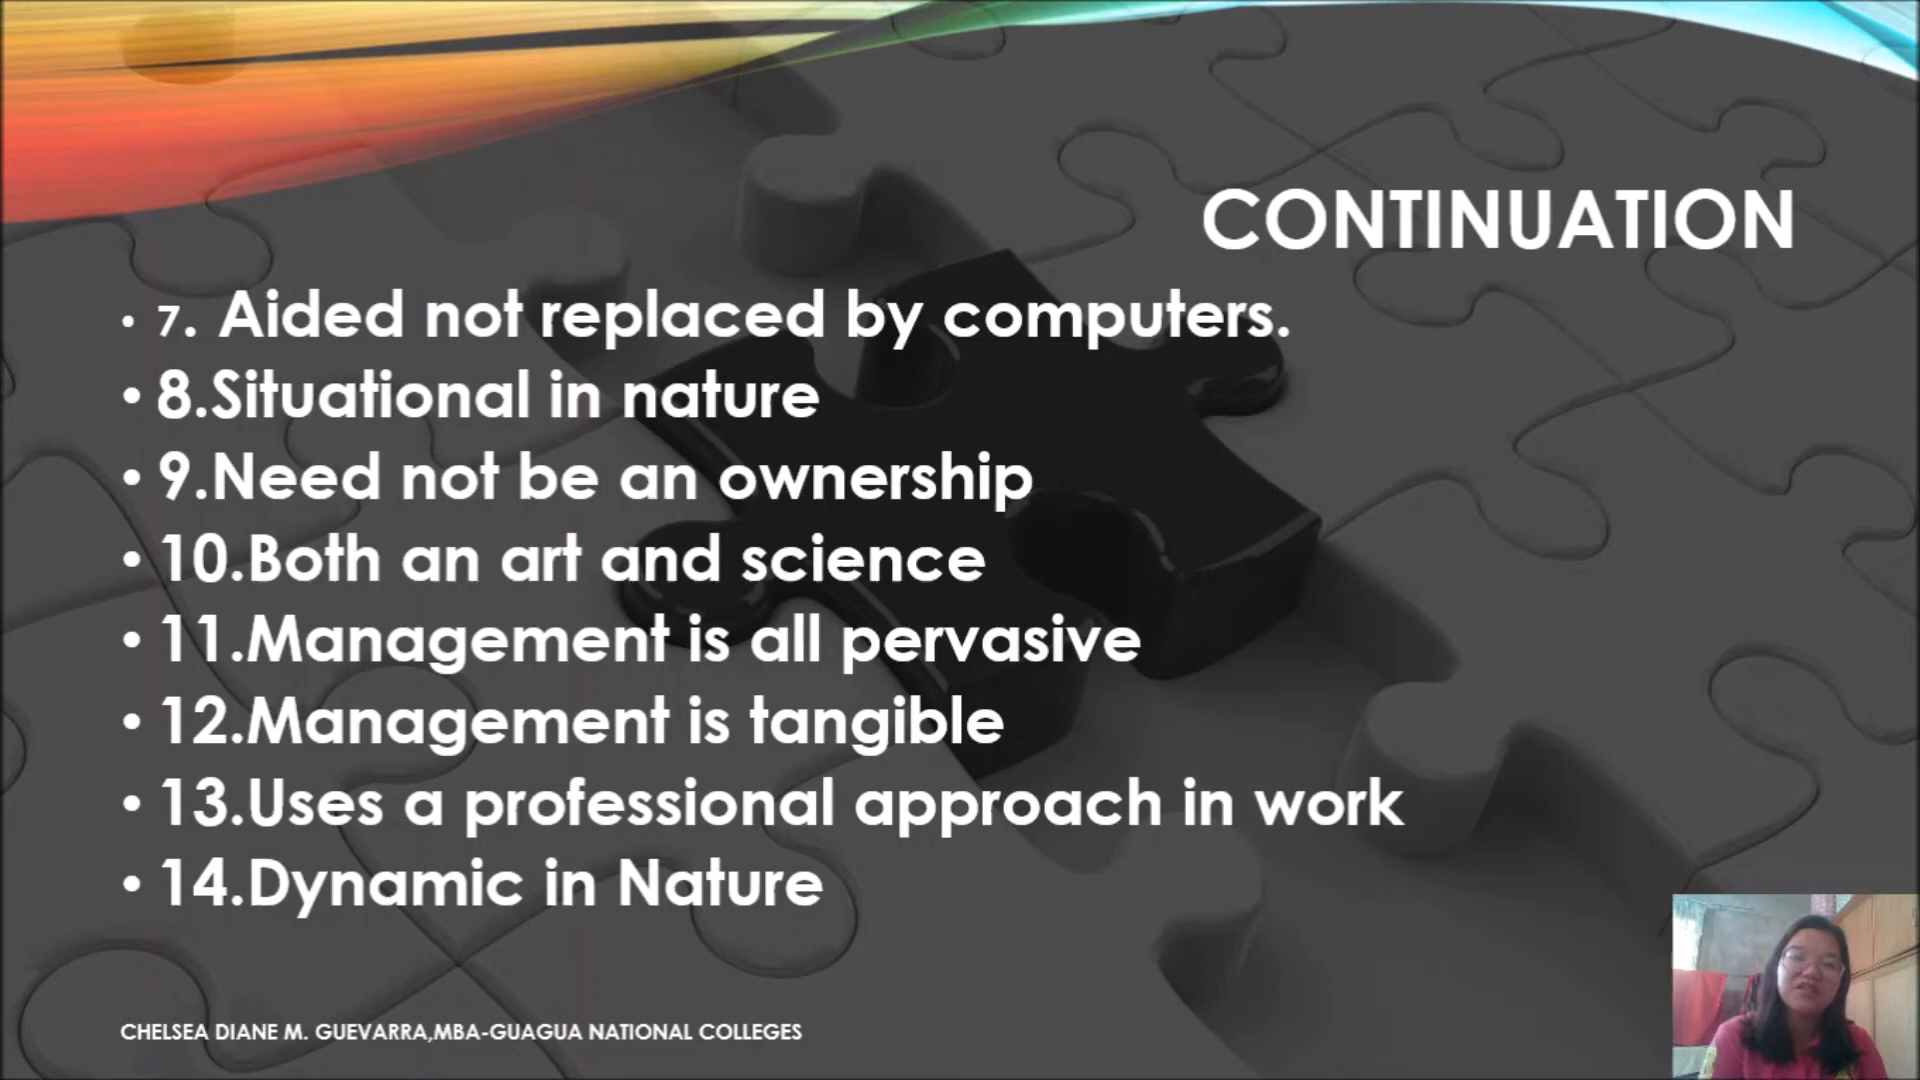 CONTINUATION
• 7. Aided not replaced by computers.
• 8.Situational in nature
• 9.Need not be an ownership
• 10.Both an art and science
• 11.Management is all pervasive
• 12.Management is tangible
• 13.Uses a professional approach in work
• 14.Dynamic in Nature
CHELSEA DIANE M. GUEVARRA,MBA-GUAGUA NATIONAL COLLEGES